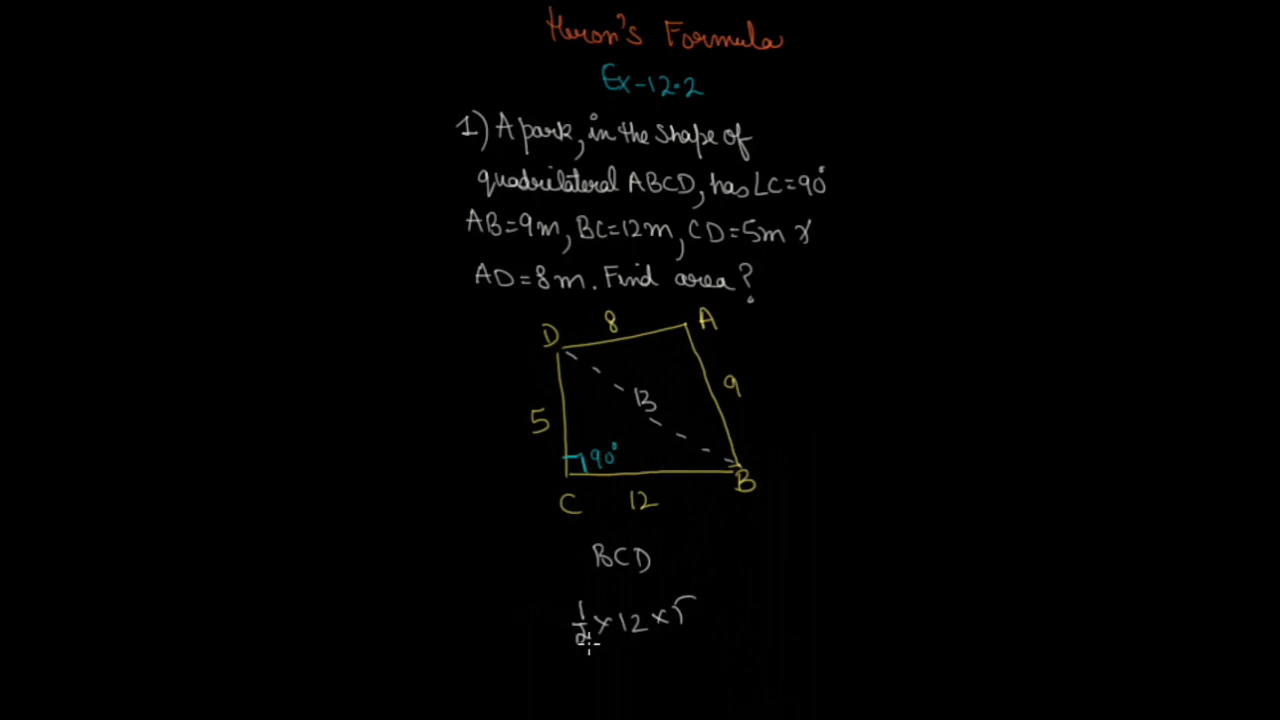 Heron's Formula
Ex-12.2
1) A park, in the shape of
quadrilateral ABCD, has ∠C=90°
AB=9m, BC=12m, CD=5m &
AD=8m. Find area?
D 8 A
13 9
5
90°
C 12 B
BCD
1/2 × 12 × 5